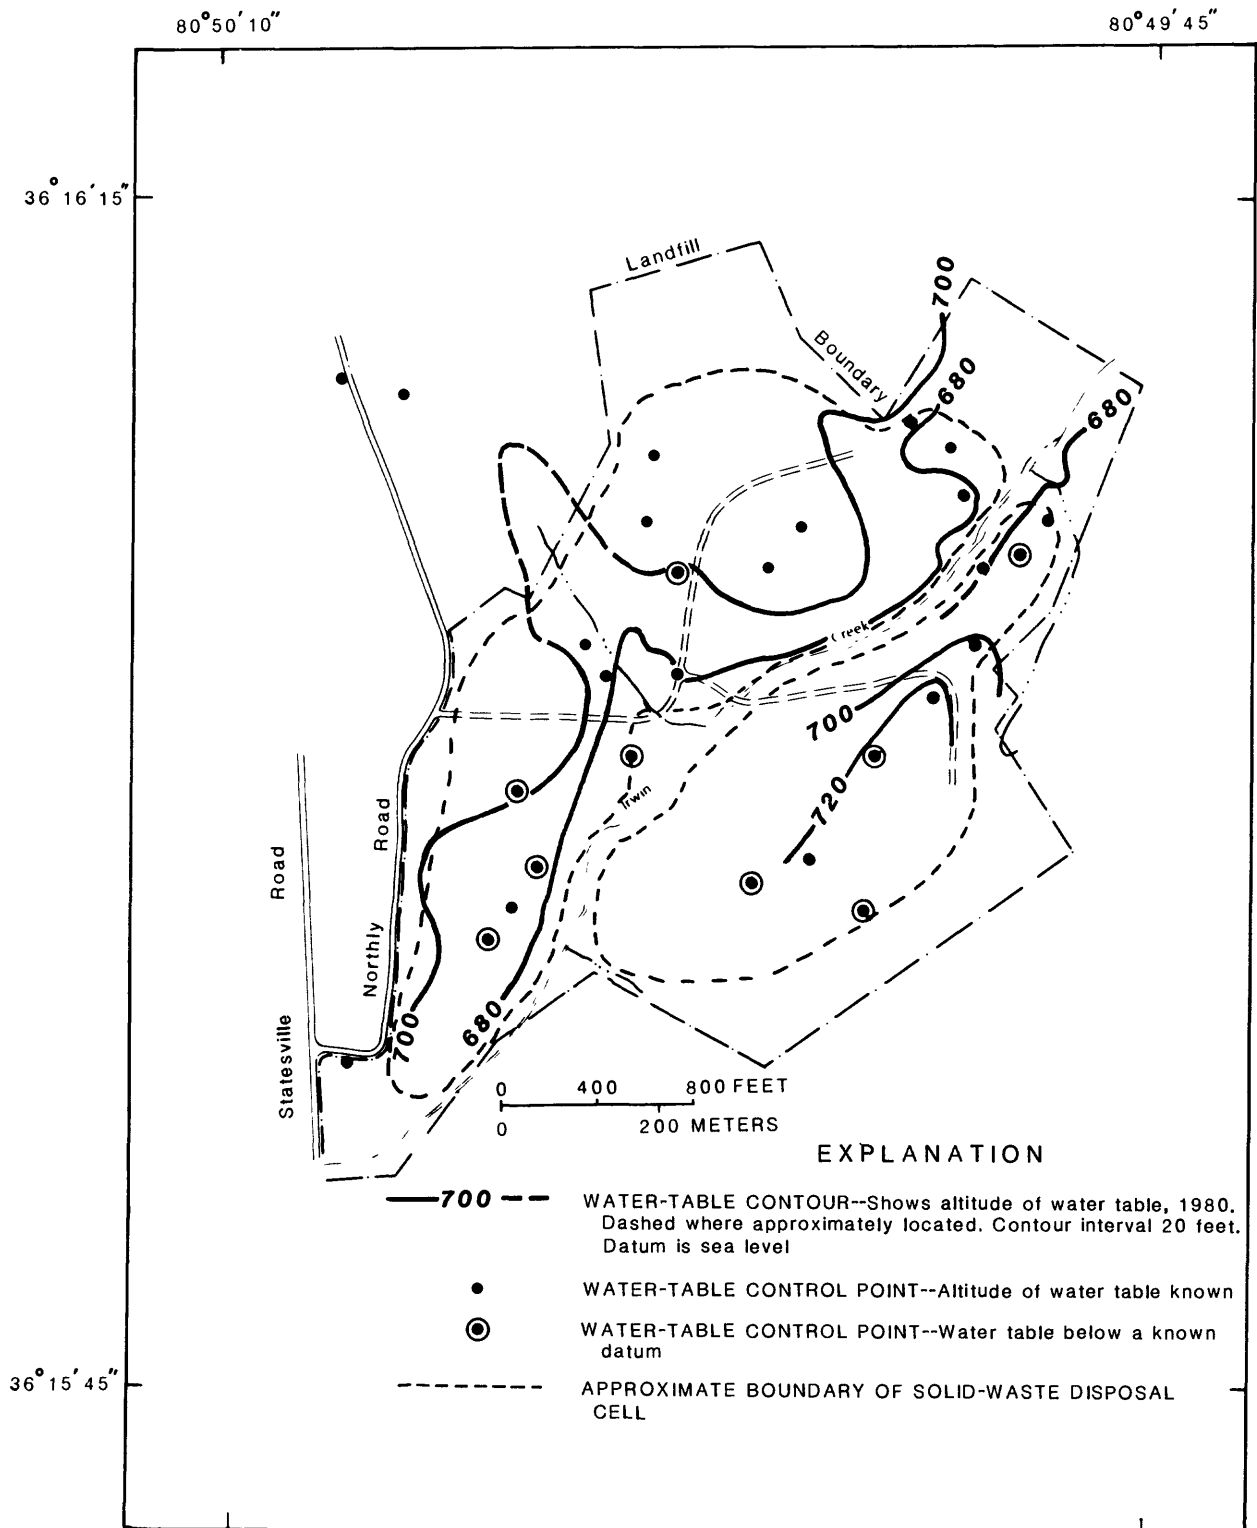 80°50′10″
80°49′45″
36°16′15″
Landfill
Boundary
700
680
680
Creek
700
720
Irwin
Road
Road
Northly
Statesville
700
680
0 400 800 FEET
0 200 METERS
EXPLANATION
700
WATER-TABLE CONTOUR--Shows altitude of water table, 1980.
Dashed where approximately located. Contour interval 20 feet.
Datum is sea level
WATER-TABLE CONTROL POINT--Altitude of water table known
WATER-TABLE CONTROL POINT--Water table below a known
datum
36°15′45″
APPROXIMATE BOUNDARY OF SOLID-WASTE DISPOSAL
CELL